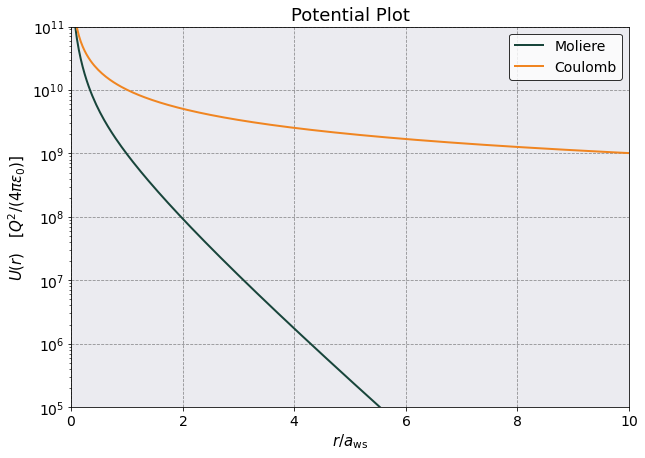 Potential Plot
10¹¹
10¹⁰
10⁹
10⁸
10⁷
10⁶
10⁵
U(r) [Q²/(4πε₀)]
Moliere
Coulomb
0 2 4 6 8 10
r/a_ws